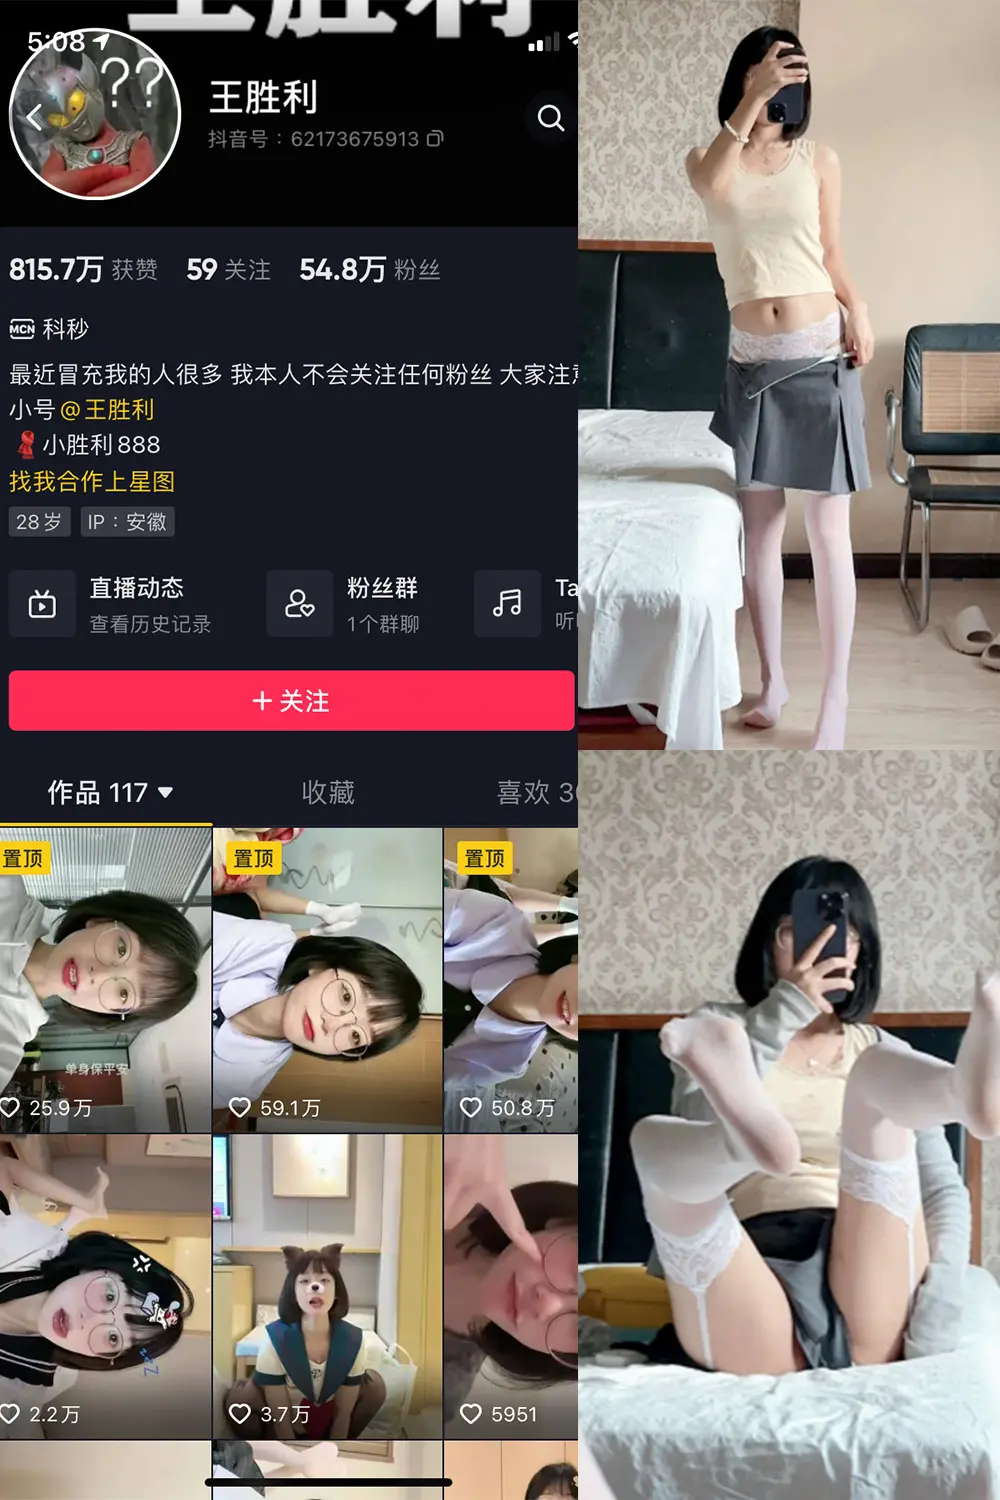 王胜利
5:08
??
王胜利
抖音号：62173675913
815.7万 获赞 59 关注 54.8万 粉丝
MCN 科秒
最近冒充我的人很多 我本人不会关注任何粉丝 大家注意
小号@王胜利
小胜利888
找我合作上星图
28岁 IP：安徽
直播动态
查看历史记录
粉丝群
1个群聊
Ta
听
+ 关注
作品 117 收藏 喜欢 3
置顶 置顶 置顶
单身保平安
25.9万 59.1万 50.8万
zzZ
2.2万 3.7万 5951